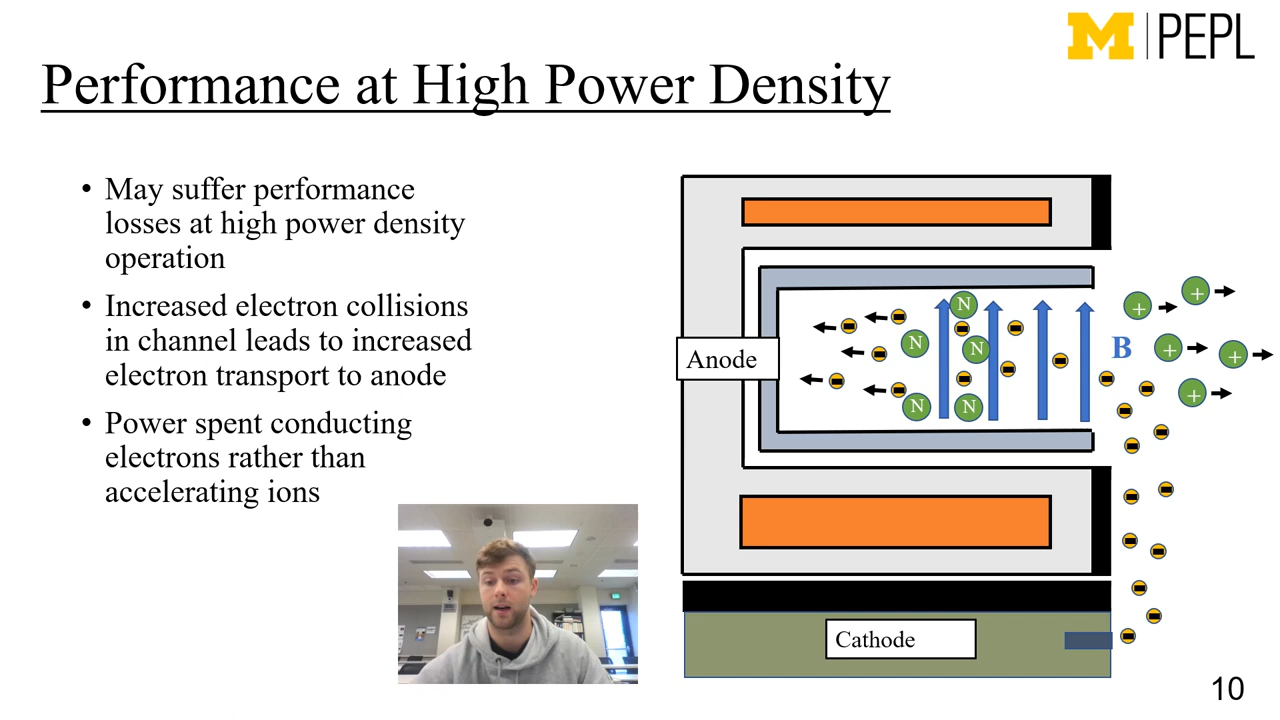 M | PEPL
Performance at High Power Density
• May suffer performance
losses at high power density
operation
• Increased electron collisions
in channel leads to increased
electron transport to anode
• Power spent conducting
electrons rather than
accelerating ions
Anode
N
N
N
N
N
B
+
+
+
+
+
Cathode
10